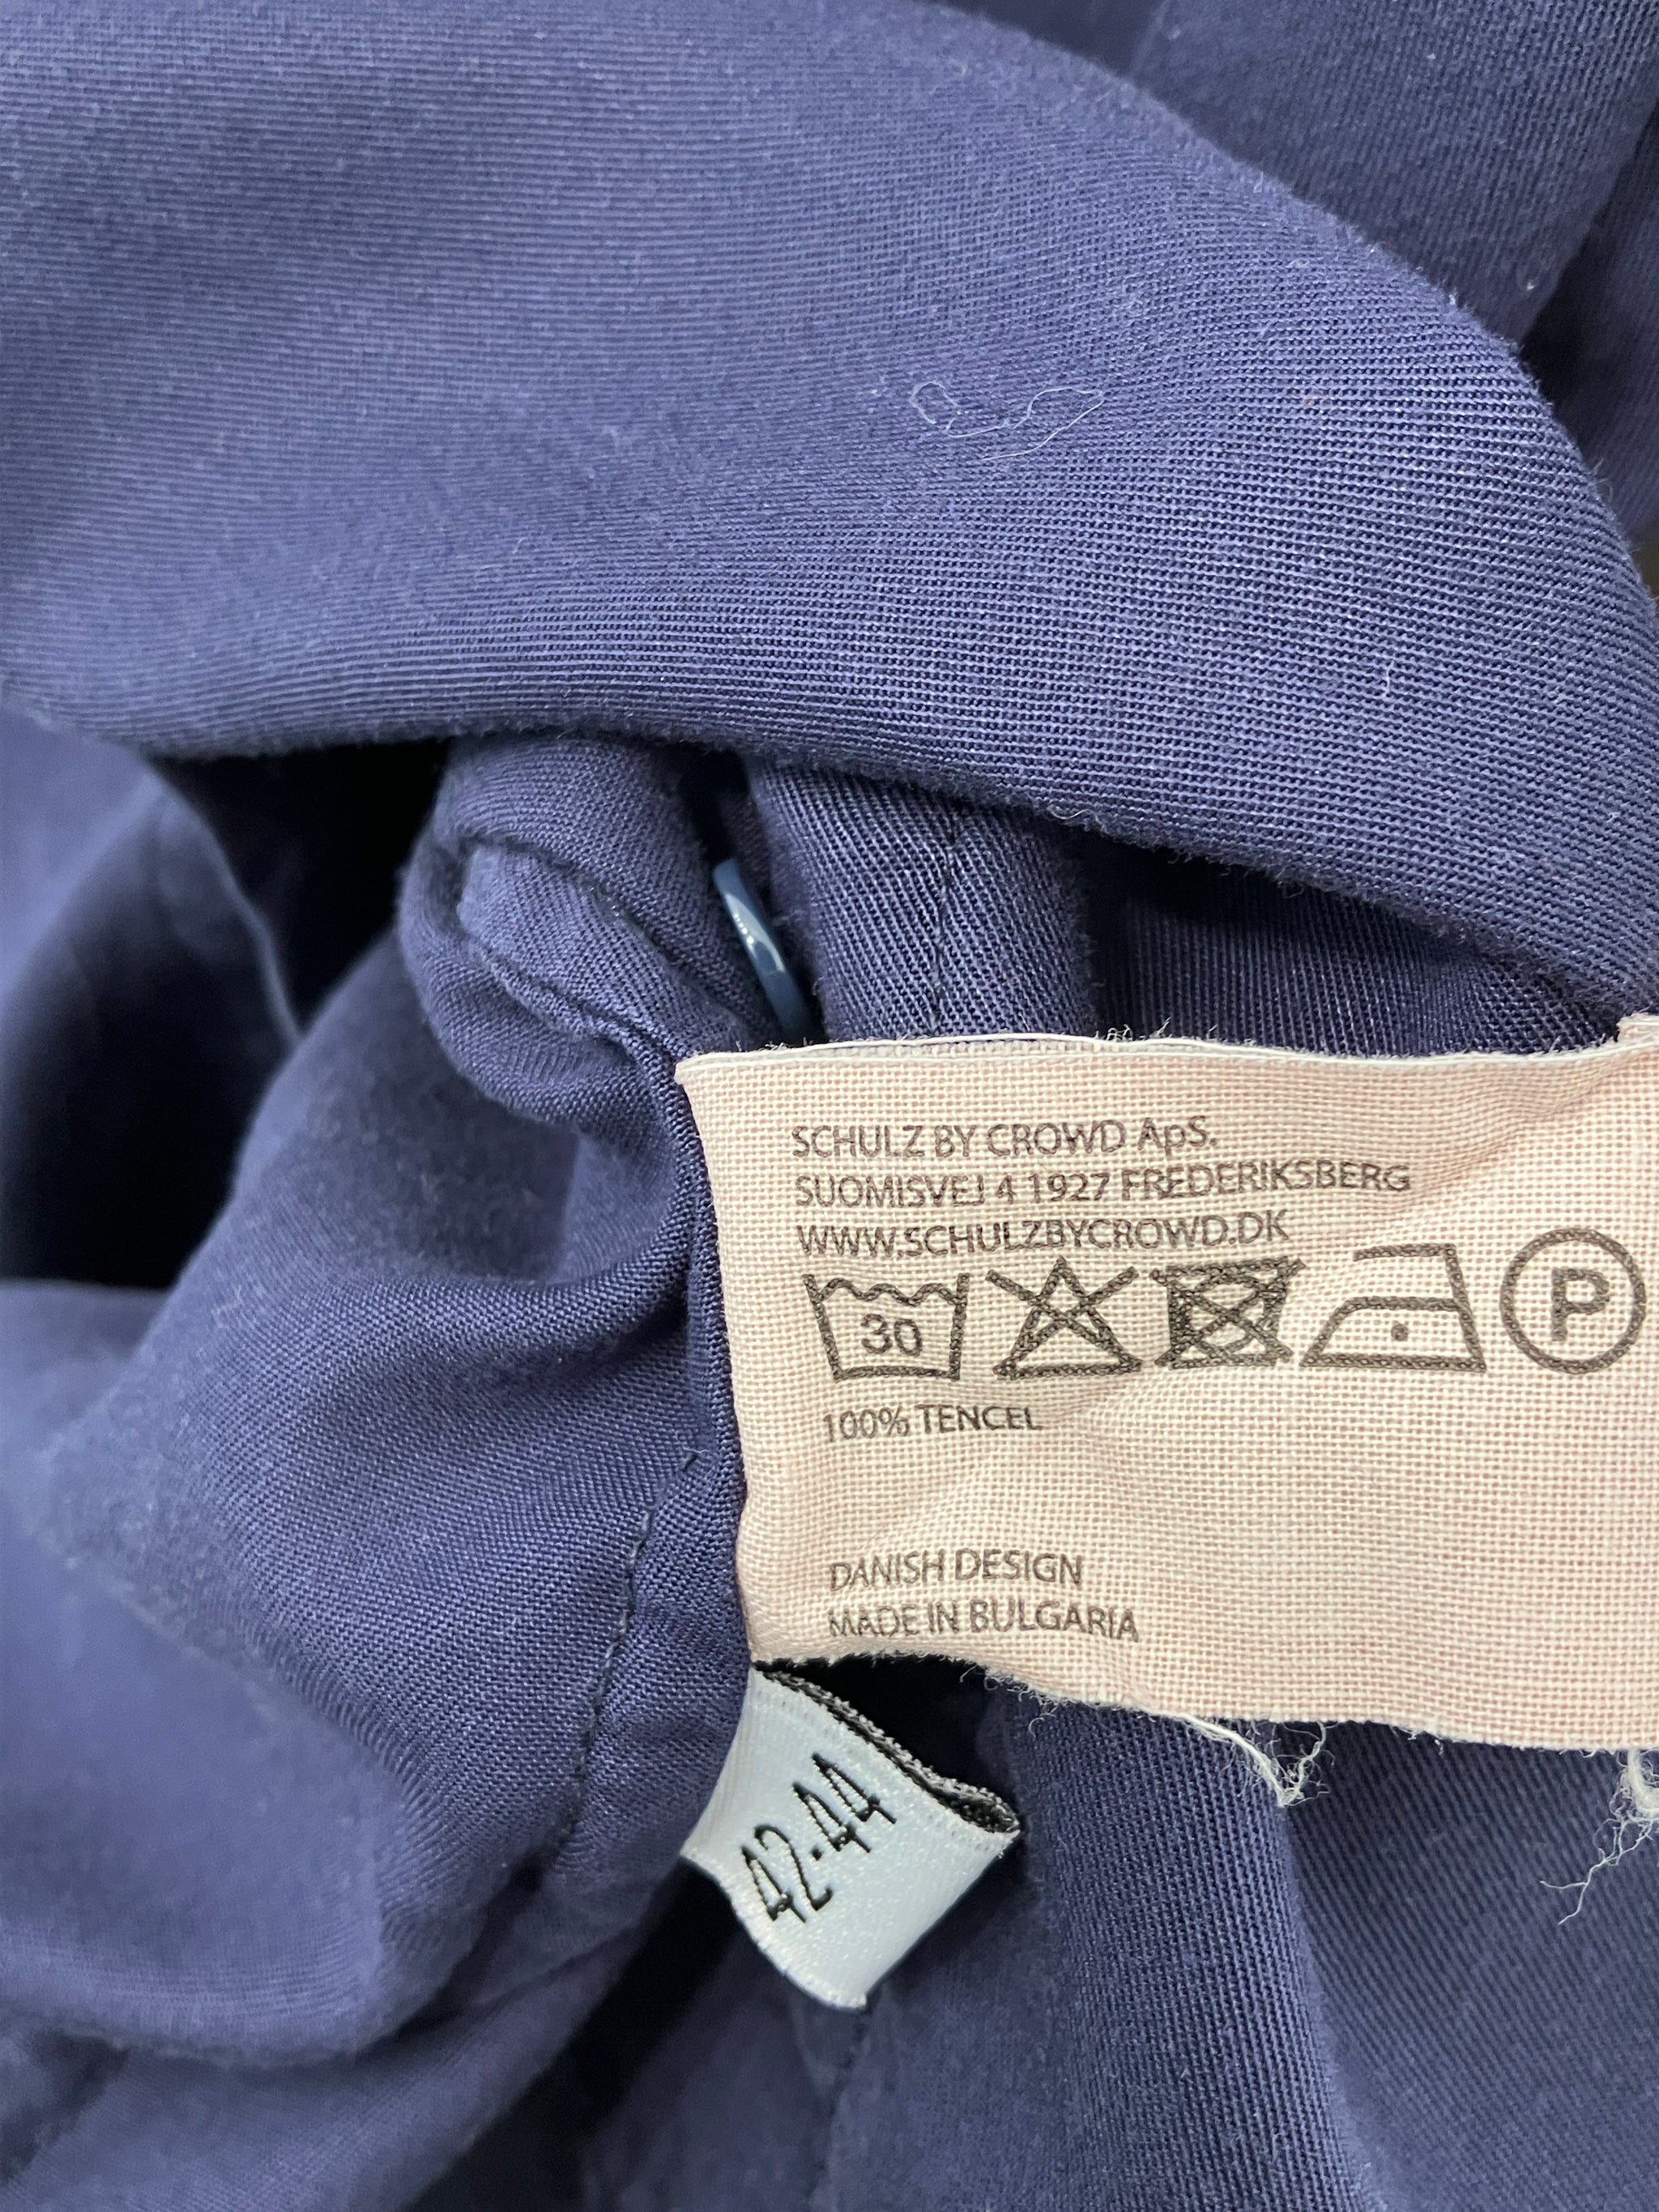 SCHULZ BY CROWD ApS.
SUOMISVEJ 4 1927 FREDERIKSBERG
WWW.SCHULZBYCROWD.DK
30
P
100% TENCEL
DANISH DESIGN
MADE IN BULGARIA
42-44